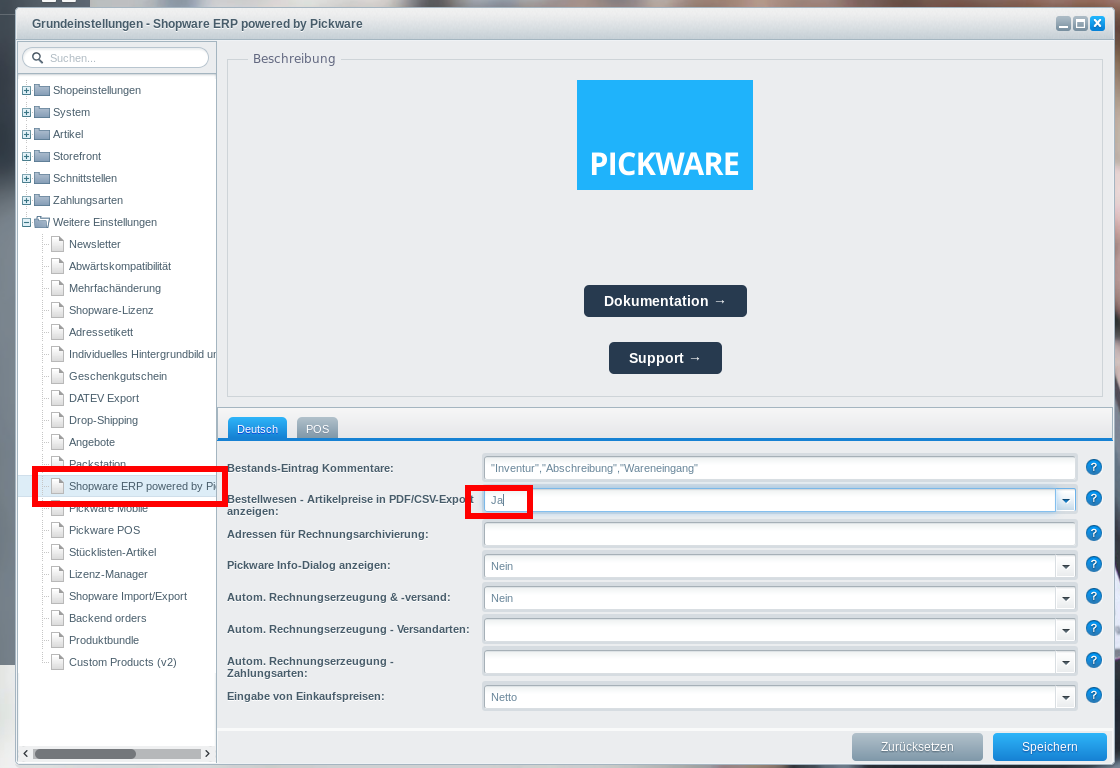 Grundeinstellungen - Shopware ERP powered by Pickware
Suchen...
Shopeinstellungen
System
Artikel
Storefront
Schnittstellen
Zahlungsarten
Weitere Einstellungen
Newsletter
Abwärtskompatibilität
Mehrfachänderung
Shopware-Lizenz
Adressetikett
Individuelles Hintergrundbild un
Geschenkgutschein
DATEV Export
Drop-Shipping
Angebote
Packstation
Shopware ERP powered by Pic
Pickware Mobile
Pickware POS
Stücklisten-Artikel
Lizenz-Manager
Shopware Import/Export
Backend orders
Produktbundle
Custom Products (v2)
Beschreibung
PICKWARE
Dokumentation →
Support →
Deutsch
POS
Bestands-Eintrag Kommentare:
"Inventur","Abschreibung","Wareneingang"
?
Bestellwesen - Artikelpreise in PDF/CSV-Export
anzeigen:
Ja
?
Adressen für Rechnungsarchivierung:
?
Pickware Info-Dialog anzeigen:
Nein
?
Autom. Rechnungserzeugung & -versand:
Nein
?
Autom. Rechnungserzeugung - Versandarten:
?
Autom. Rechnungserzeugung -
Zahlungsarten:
?
Eingabe von Einkaufspreisen:
Netto
?
Zurücksetzen
Speichern